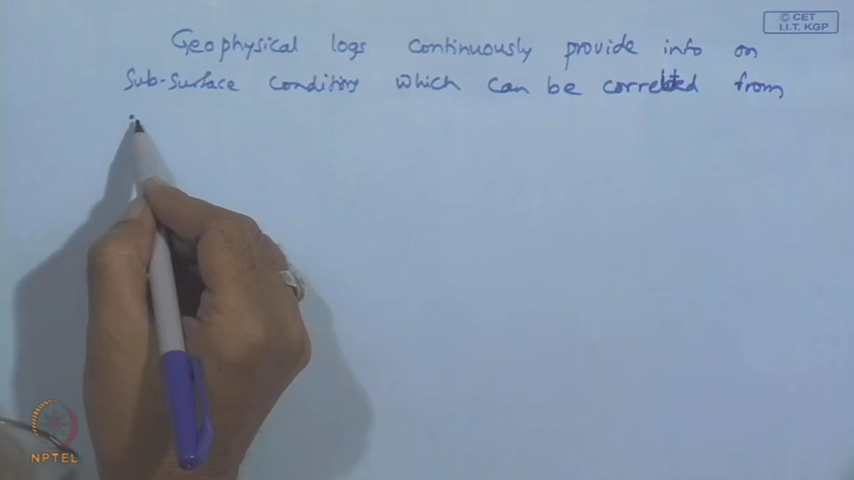 © CET
I.I.T. KGP
Geophysical logs continuously provide info on
Sub-Surface conditions which can be correlated from
NPTEL